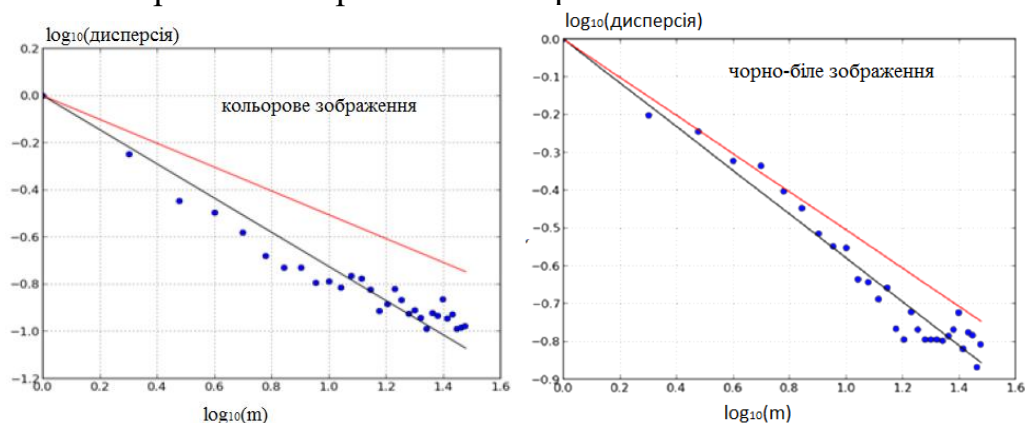 log₁₀(дисперсія)
кольорове зображення
0.2
0.0
−0.2
−0.4
−0.6
−0.8
−1.0
−1.2
0.0 0.2 0.4 0.6 0.8 1.0 1.2 1.4 1.6
log₁₀(m)
log₁₀(дисперсія)
чорно-біле зображення
0.0
−0.1
−0.2
−0.3
−0.4
−0.5
−0.6
−0.7
−0.8
−0.9
0.0 0.2 0.4 0.6 0.8 1.0 1.2 1.4 1.6
log₁₀(m)